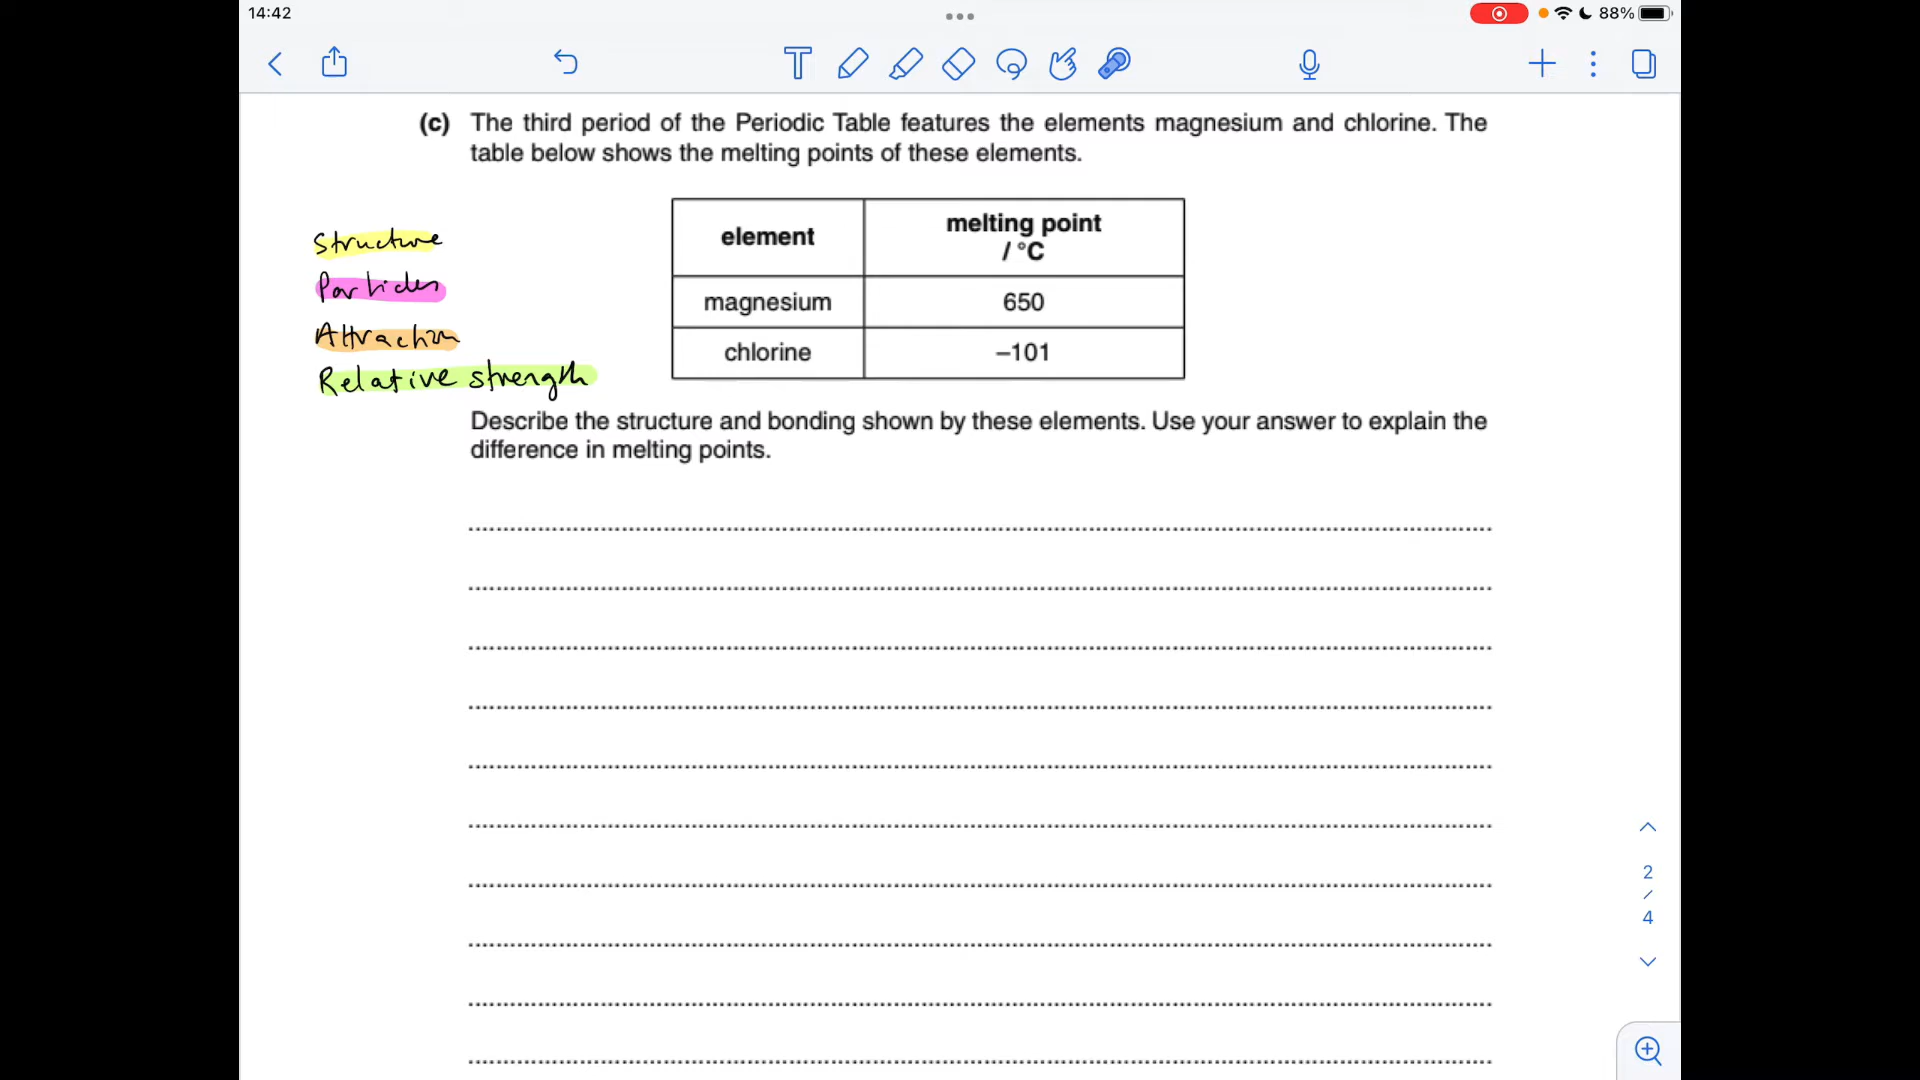 14:42
88%
(c) The third period of the Periodic Table features the elements magnesium and chlorine. The
table below shows the melting points of these elements.
element
melting point
/ °C
magnesium 650
chlorine –101
Structure
Particles
Attraction
Relative strength
Describe the structure and bonding shown by these elements. Use your answer to explain the
difference in melting points.
2
/
4